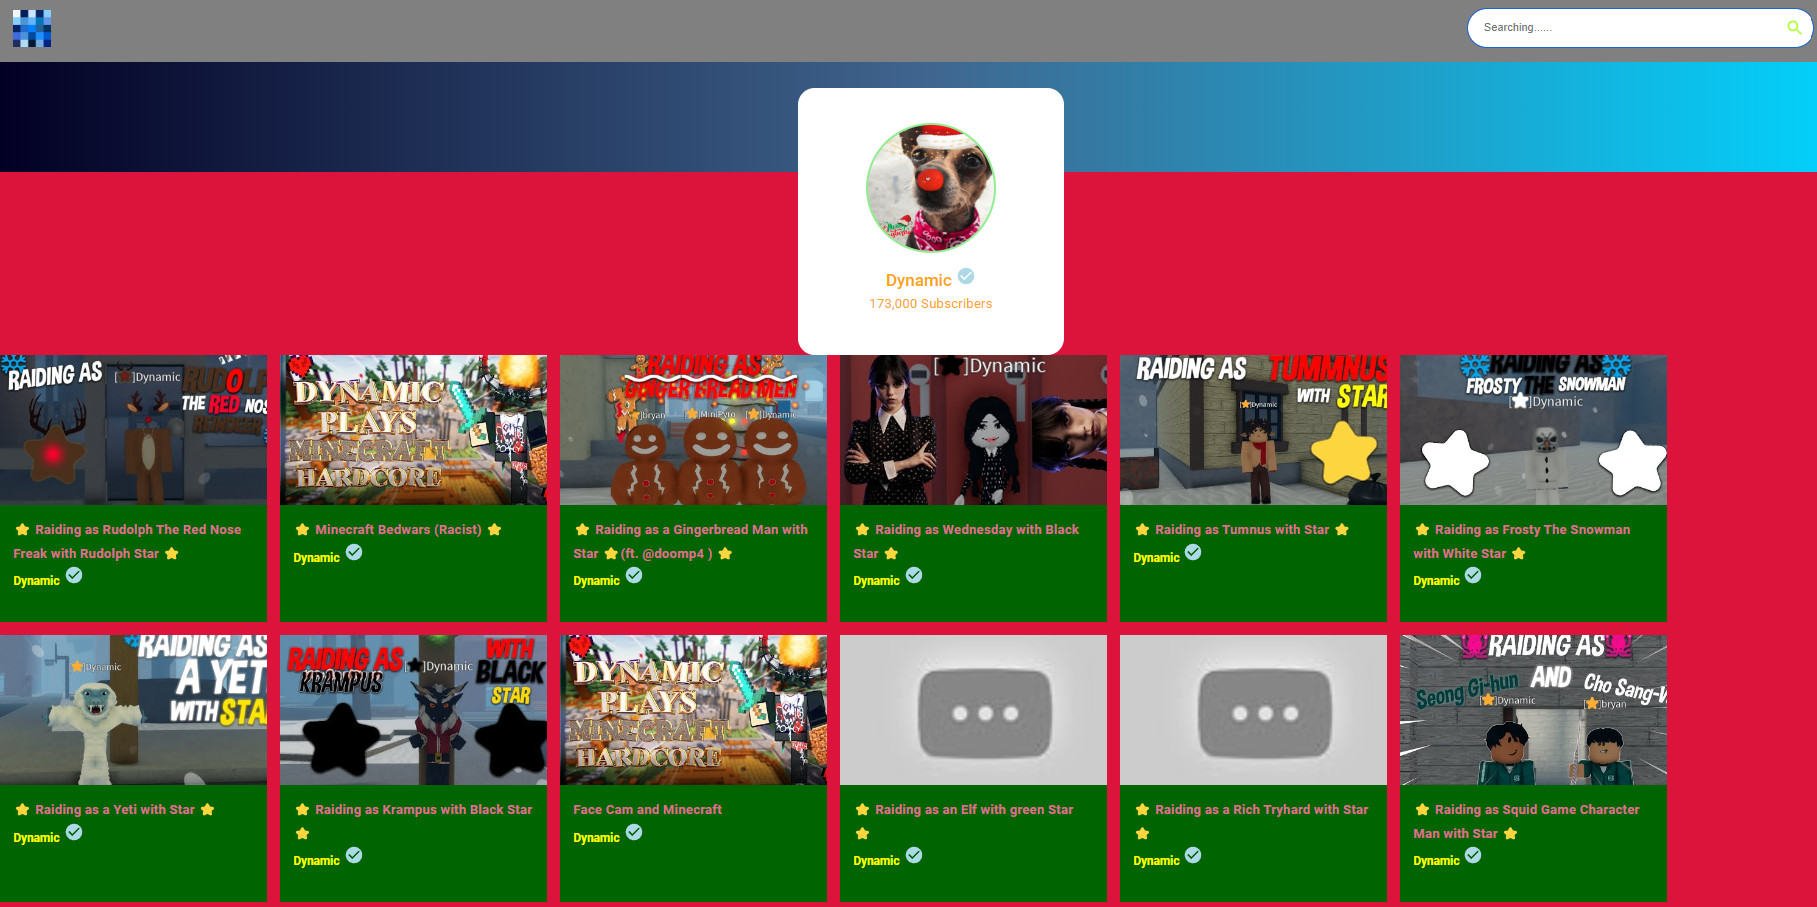 Searching......
Dynamic
173,000 Subscribers
RAIDING AS
[ ]Dynamic
RUDOLPH
THE RED NOS
REINDEER
DYNAMIC
PLAYS
MINECRAFT
HARDCORE
RAIDING AS
GINGERBREAD MEN
]bryan
[ ]MiniPyro
[ ]Dynamic
[ ]Dynamic
RAIDING AS
TUMMNUS
WITH STAR
[ ]Dynamic
RAIDING AS
FROSTY THE SNOWMAN
[ ]Dynamic
⭐ Raiding as Rudolph The Red Nose
Freak with Rudolph Star ⭐
Dynamic
⭐ Minecraft Bedwars (Racist) ⭐
Dynamic
⭐ Raiding as a Gingerbread Man with
Star ⭐(ft. @doomp4 ) ⭐
Dynamic
⭐ Raiding as Wednesday with Black
Star ⭐
Dynamic
⭐ Raiding as Tumnus with Star ⭐
Dynamic
⭐ Raiding as Frosty The Snowman
with White Star ⭐
Dynamic
RAIDING AS
A YETI
WITH STA
[ ]Dynamic
RAIDING AS
KRAMPUS
[ ]Dynamic
WITH
BLACK
STAR
DYNAMIC
PLAYS
MINECRAFT
HARDCORE
RAIDING AS
Seong Gi-hun
AND
Cho Sang-W
[ ]Dynamic
[ ]bryan
⭐ Raiding as a Yeti with Star ⭐
Dynamic
⭐ Raiding as Krampus with Black Star
⭐
Dynamic
Face Cam and Minecraft
Dynamic
⭐ Raiding as an Elf with green Star
⭐
Dynamic
⭐ Raiding as a Rich Tryhard with Star
⭐
Dynamic
⭐ Raiding as Squid Game Character
Man with Star ⭐
Dynamic